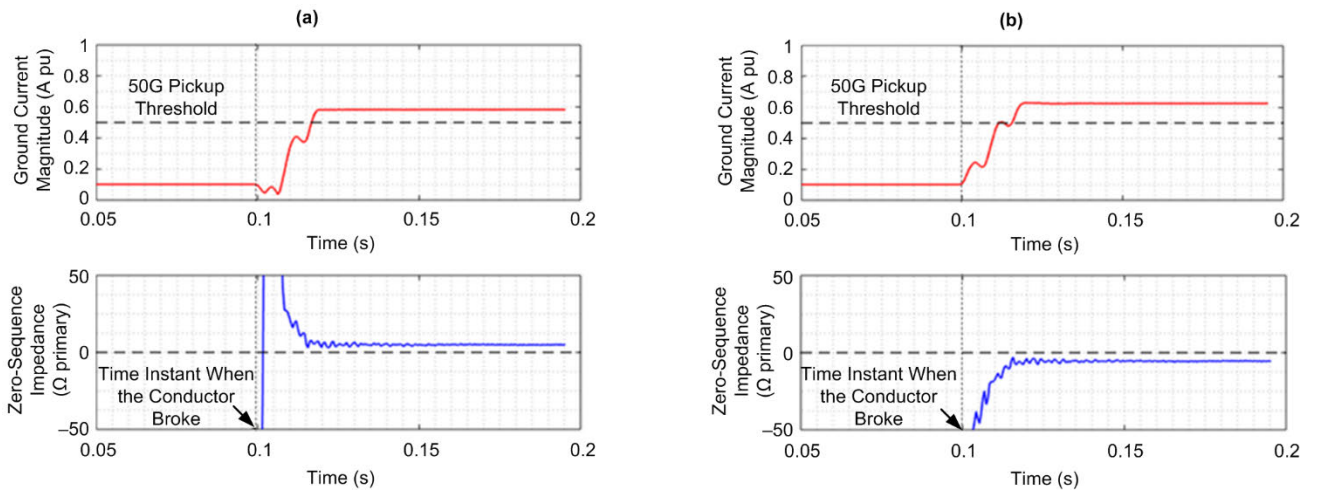 (a)
Ground Current
Magnitude (A pu)
1
0.8
0.6
0.4
0.2
0
50G Pickup
Threshold
0.05
0.1
0.15
0.2
Time (s)
Zero-Sequence
Impedance
(Ω primary)
50
0
–50
Time Instant When
the Conductor
Broke
0.05
0.1
0.15
0.2
Time (s)
(b)
Ground Current
Magnitude (A pu)
1
0.8
0.6
0.4
0.2
0
50G Pickup
Threshold
0.05
0.1
0.15
0.2
Time (s)
Zero-Sequence
Impedance
(Ω primary)
50
0
–50
Time Instant When
the Conductor
Broke
0.05
0.1
0.15
0.2
Time (s)